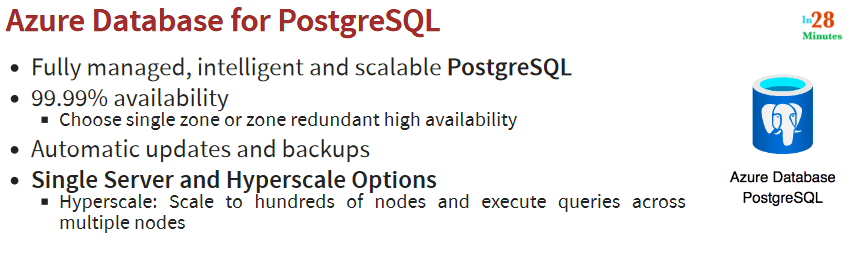 Azure Database for PostgreSQL
In28
Minutes
• Fully managed, intelligent and scalable PostgreSQL
• 99.99% availability
▪ Choose single zone or zone redundant high availability
• Automatic updates and backups
• Single Server and Hyperscale Options
▪ Hyperscale: Scale to hundreds of nodes and execute queries across
multiple nodes
Azure Database
PostgreSQL